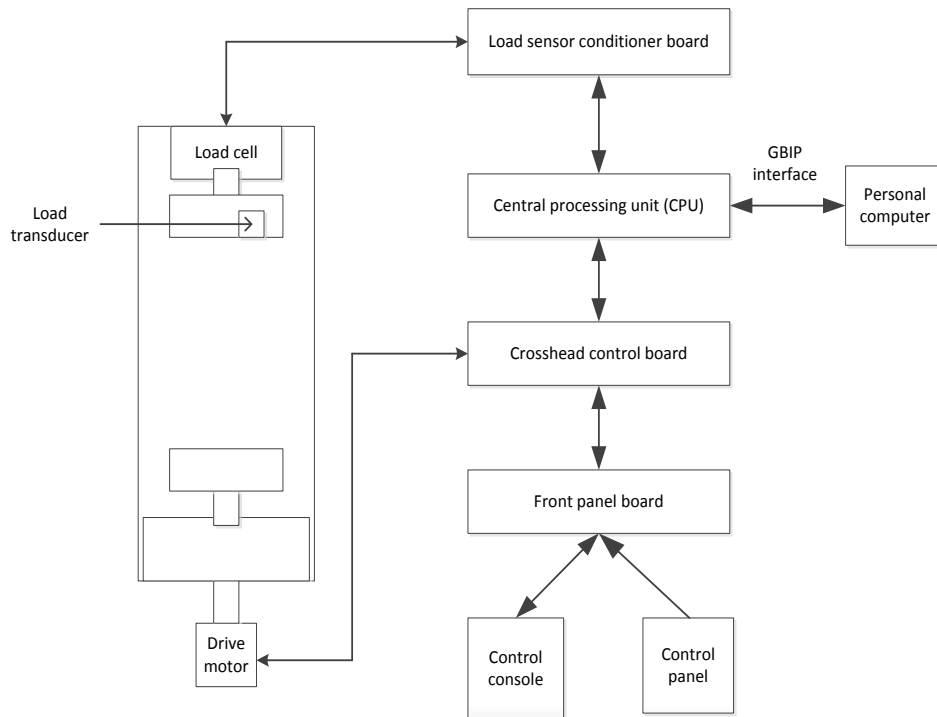 Load sensor conditioner board
Load cell
GBIP
interface
Central processing unit (CPU)
Personal
computer
Load
transducer
Crosshead control board
Front panel board
Drive
motor
Control
console
Control
panel